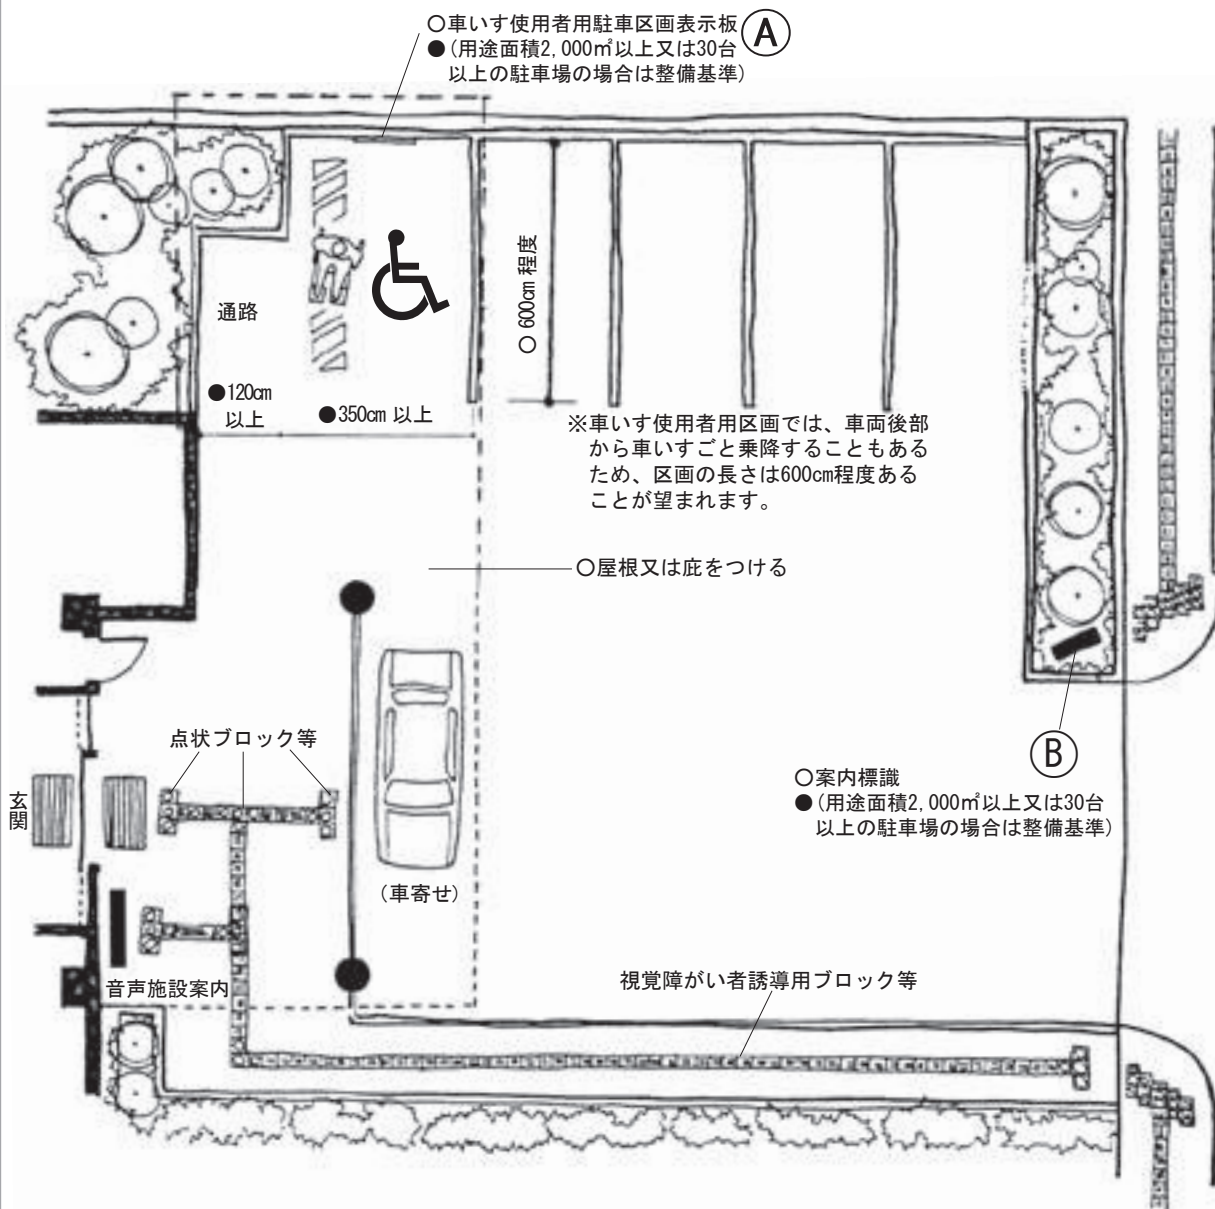 ○車いす使用者用駐車区画表示板
●(用途面積2,000㎡以上又は30台
以上の駐車場の場合は整備基準)
A
通路
○ 600㎝ 程度
●120㎝
以上
●350㎝ 以上
※車いす使用者用区画では、車両後部
から車いすごと乗降することもある
ため、区画の長さは600㎝程度ある
ことが望まれます。
○屋根又は庇をつける
点状ブロック等
B
○案内標識
●(用途面積2,000㎡以上又は30台
以上の駐車場の場合は整備基準)
玄関
(車寄せ)
音声施設案内
視覚障がい者誘導用ブロック等